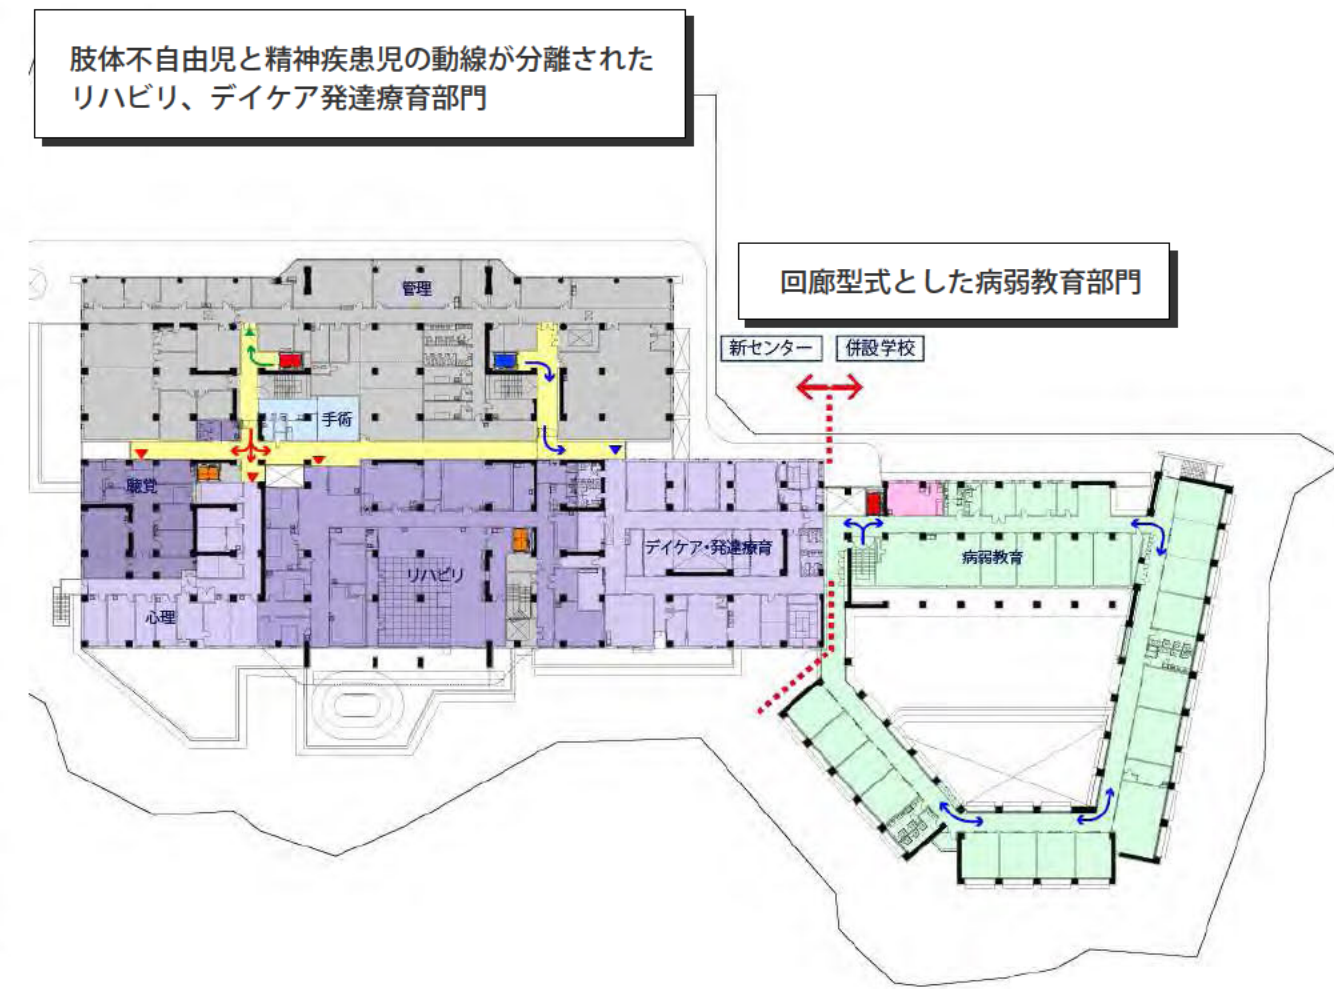 肢体不自由児と精神疾患児の動線が分離された
リハビリ、デイケア発達療育部門
回廊型式とした病弱教育部門
新センター
併設学校
管理
手術
聴覚
リハビリ
心理
デイケア・発達療育
病弱教育